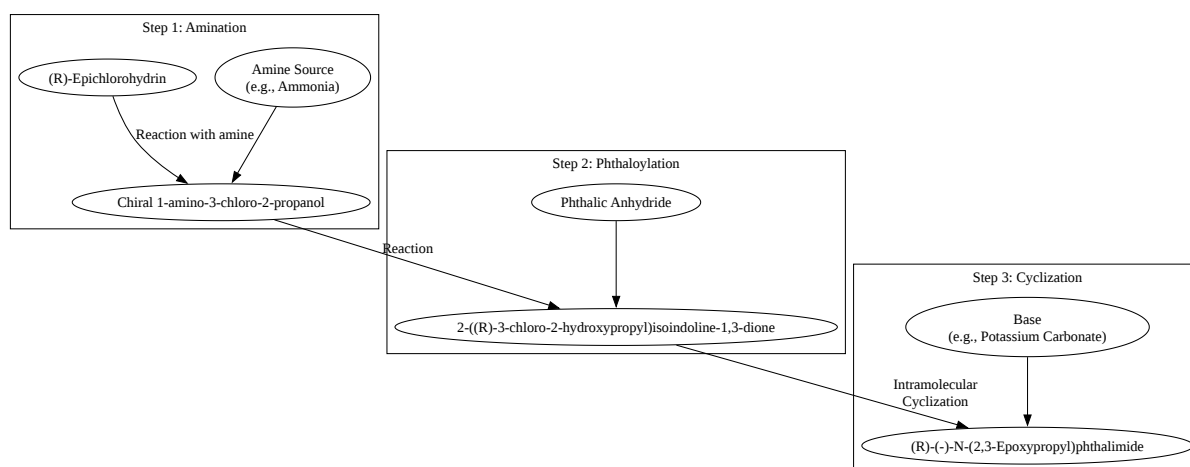 Step 1: Amination
(R)-Epichlorohydrin
Amine Source
(e.g., Ammonia)
Reaction with amine
Chiral 1-amino-3-chloro-2-propanol
Step 2: Phthaloylation
Phthalic Anhydride
Reaction
2-((R)-3-chloro-2-hydroxypropyl)isoindoline-1,3-dione
Step 3: Cyclization
Base
(e.g., Potassium Carbonate)
Intramolecular
Cyclization
(R)-(-)-N-(2,3-Epoxypropyl)phthalimide